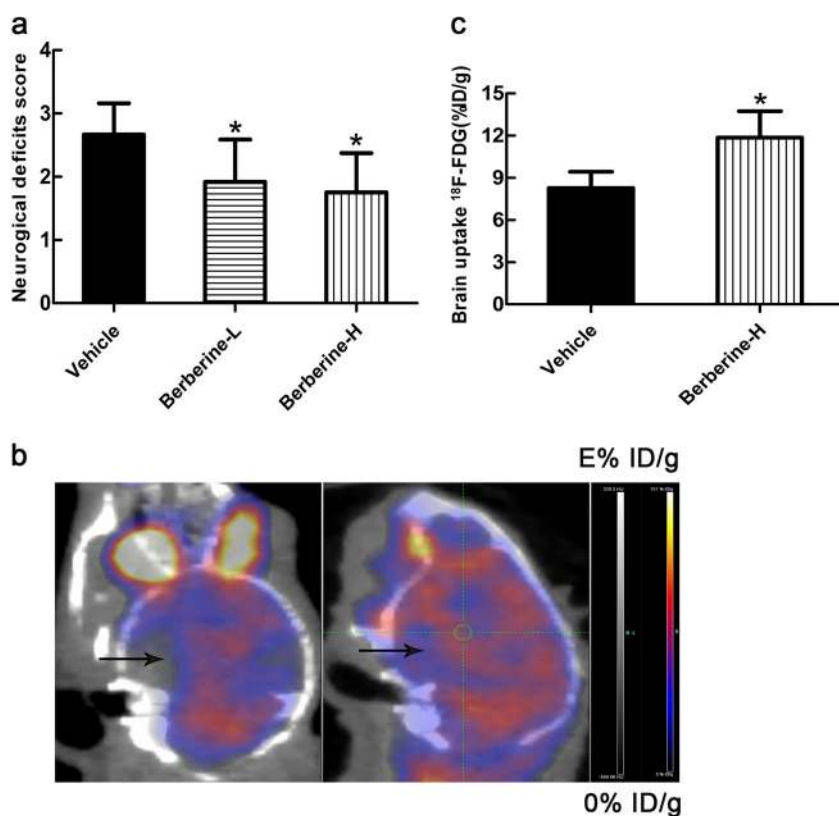 a
Neurogical deficits score
4
3
2
1
0
*
*
Vehicle
Berberine-L
Berberine-H
c
Brain uptake ¹⁸F-FDG(%ID/g)
15
12
9
6
3
0
*
Vehicle
Berberine-H
b
E% ID/g
0% ID/g